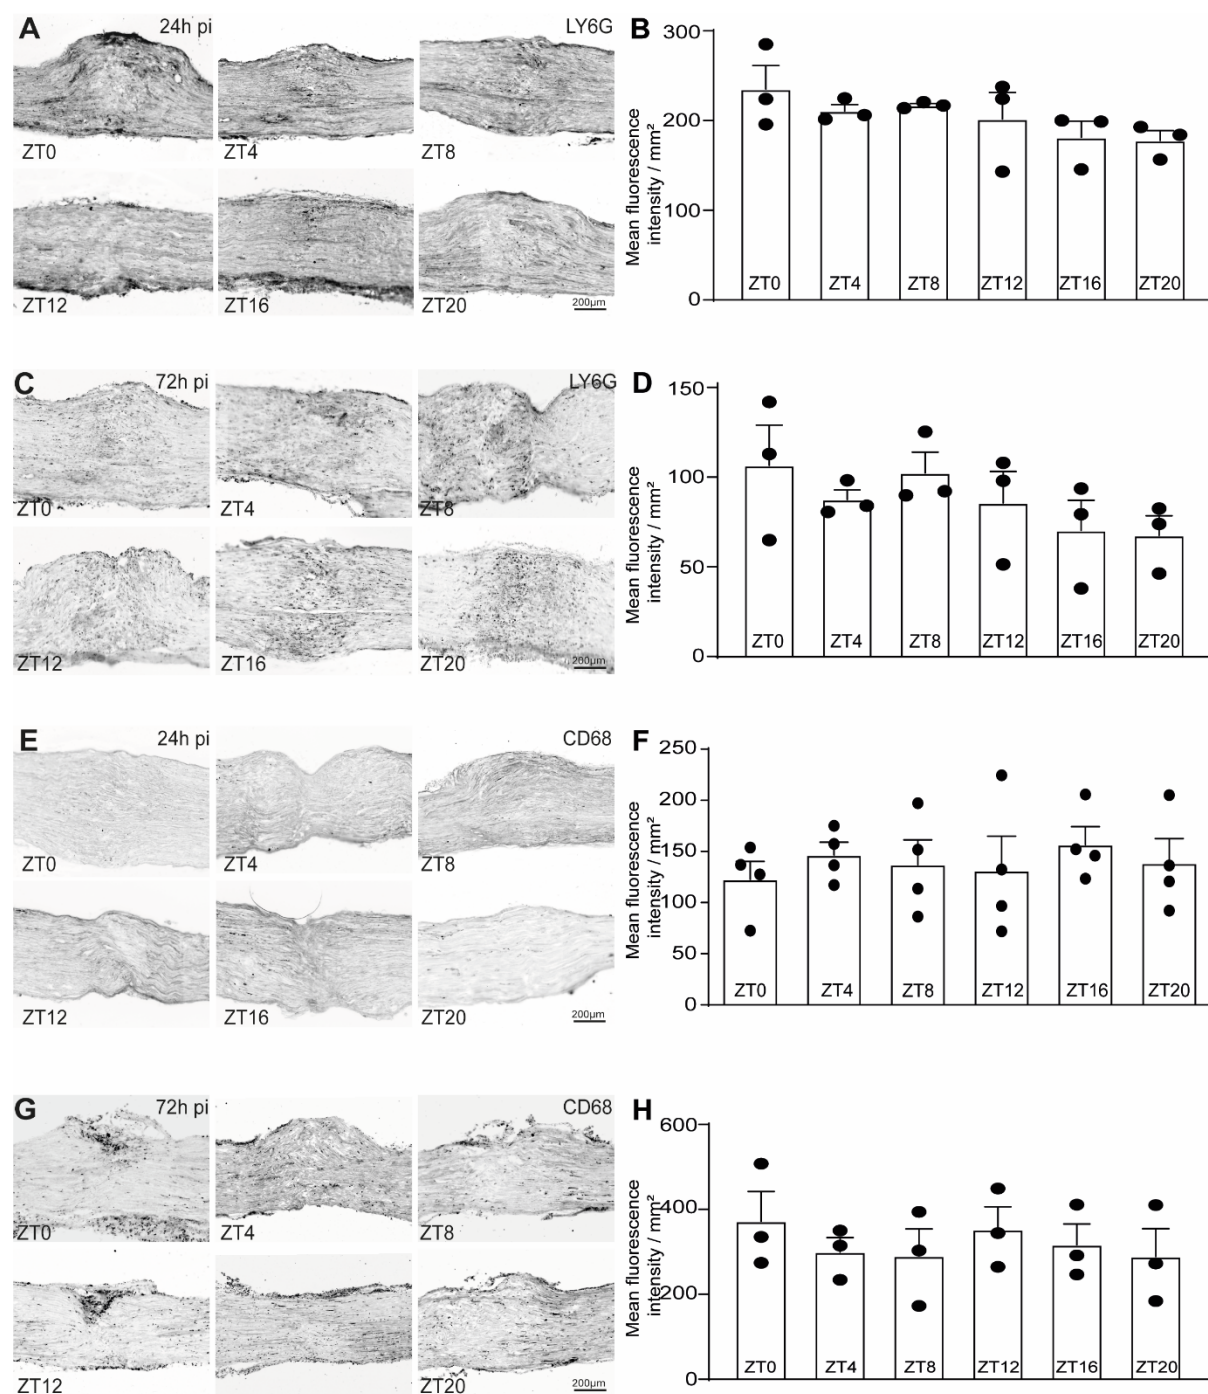 A 24h pi LY6G
ZT0 ZT4 ZT8
ZT12 ZT16 ZT20
200µm
B
Mean fluorescence
intensity / mm²
300
200
100
0
ZT0 ZT4 ZT8 ZT12 ZT16 ZT20
C 72h pi LY6G
ZT0 ZT4 ZT8
ZT12 ZT16 ZT20
200µm
D
Mean fluorescence
intensity / mm²
150
100
50
0
ZT0 ZT4 ZT8 ZT12 ZT16 ZT20
E 24h pi CD68
ZT0 ZT4 ZT8
ZT12 ZT16 ZT20
200µm
F
Mean fluorescence
intensity / mm²
250
200
150
100
50
0
ZT0 ZT4 ZT8 ZT12 ZT16 ZT20
G 72h pi CD68
ZT0 ZT4 ZT8
ZT12 ZT20
200µm
H
Mean fluorescence
intensity / mm²
600
400
200
0
ZT0 ZT4 ZT8 ZT12 ZT16 ZT20